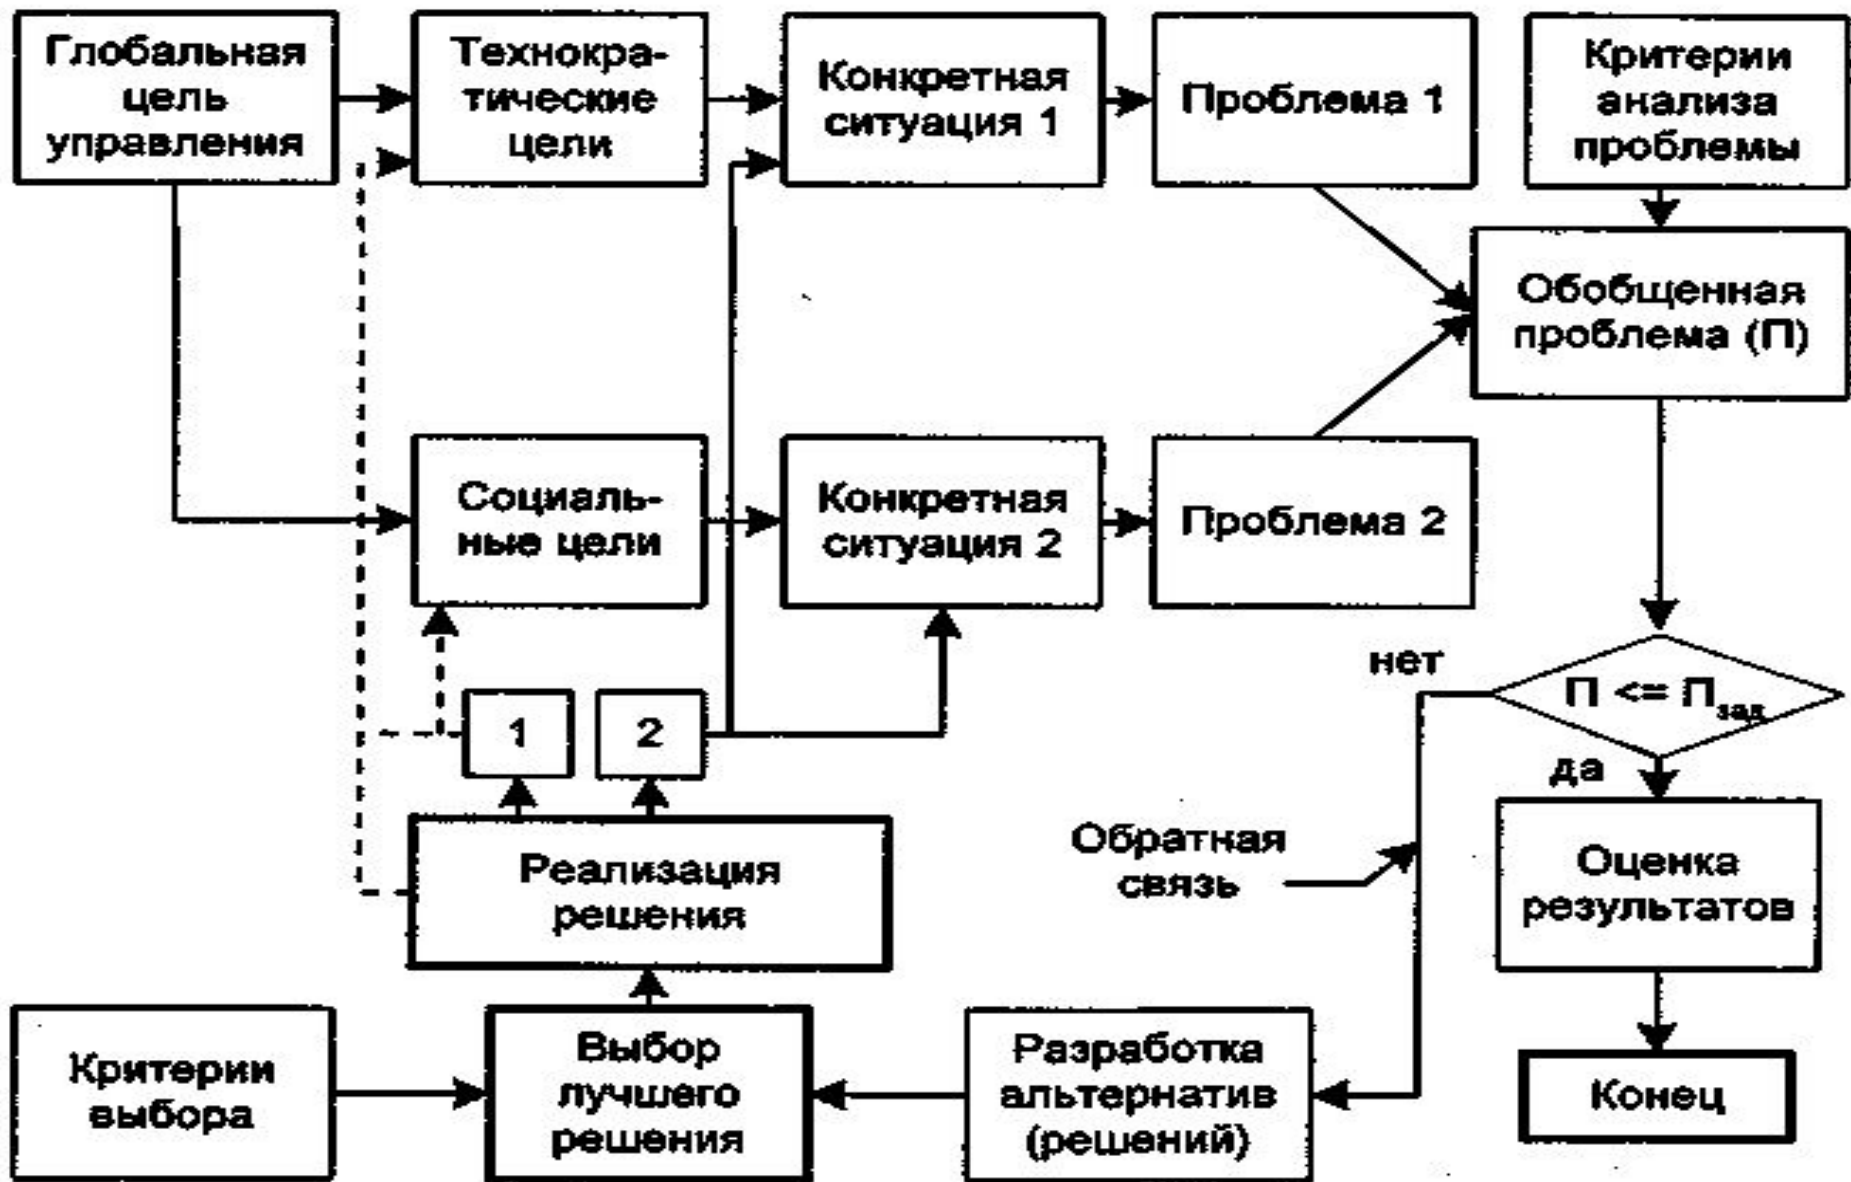 Глобальная
цель
управления
Технокра-
тические
цели
Конкретная
ситуация 1
Проблема 1
Критерии
анализа
проблемы
Обобщенная
проблема (П)
Социаль-
ные цели
Конкретная
ситуация 2
Проблема 2
нет
П <= Пзад
да
1
2
Реализация
решения
Обратная
связь
Оценка
результатов
Критерии
выбора
Выбор
лучшего
решения
Разработка
альтернатив
(решений)
Конец